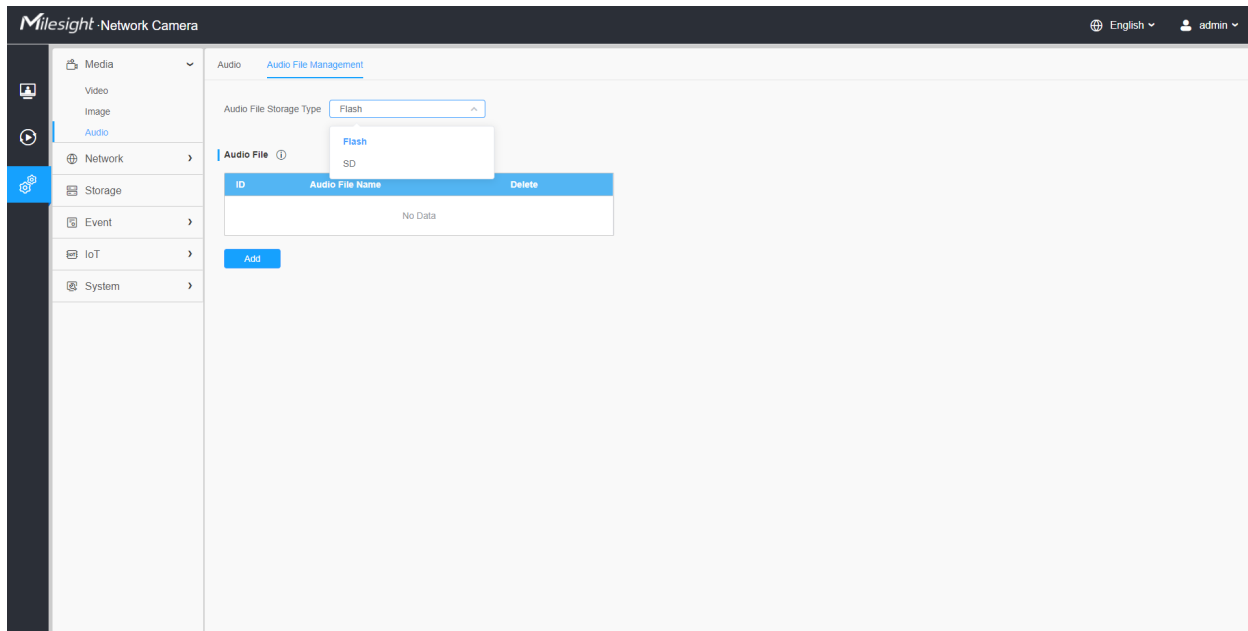 Milesight · Network Camera
English
admin
Media
Video
Image
Audio
Network
Storage
Event
IoT
System
Audio
Audio File Management
Audio File Storage Type
Flash
Flash
SD
Audio File
ID Audio File Name Delete
No Data
Add